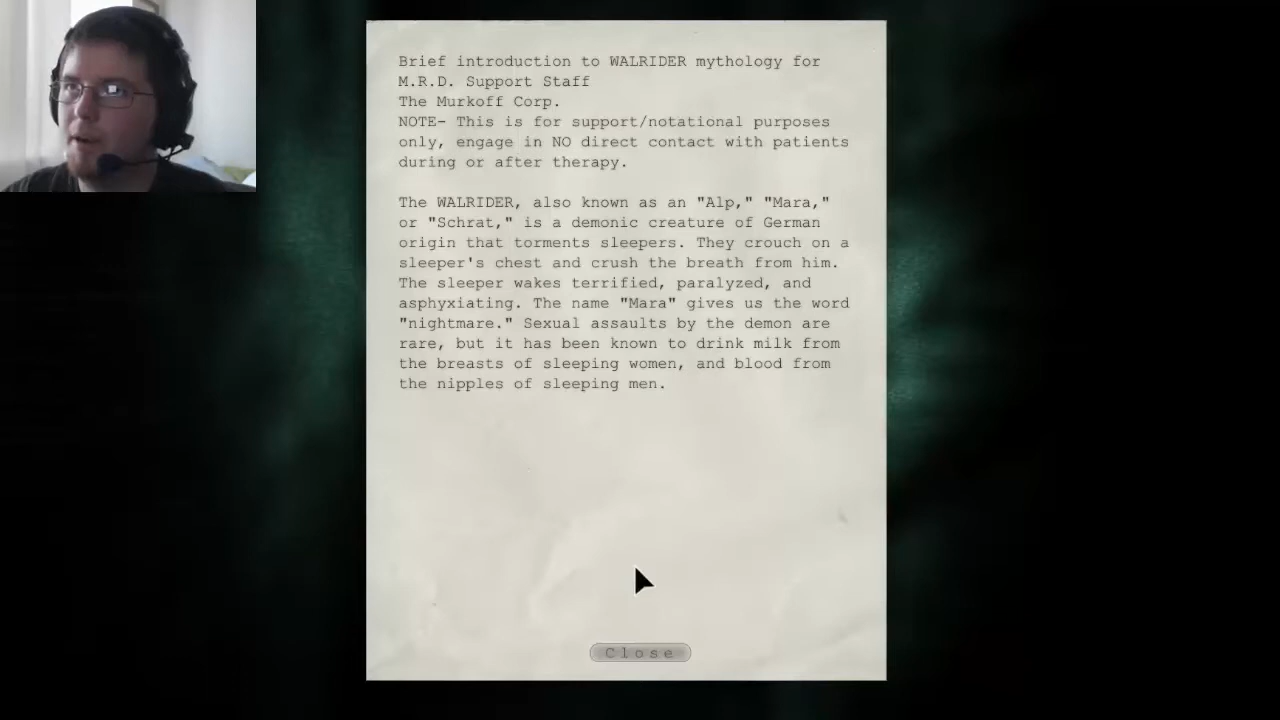 Brief introduction to WALRIDER mythology for
M.R.D. Support Staff
The Murkoff Corp.
NOTE- This is for support/notational purposes
only, engage in NO direct contact with patients
during or after therapy.
The WALRIDER, also known as an "Alp," "Mara,"
or "Schrat," is a demonic creature of German
origin that torments sleepers. They crouch on a
sleeper's chest and crush the breath from him.
The sleeper wakes terrified, paralyzed, and
asphyxiating. The name "Mara" gives us the word
"nightmare." Sexual assaults by the demon are
rare, but it has been known to drink milk from
the breasts of sleeping women, and blood from
the nipples of sleeping men.
Close